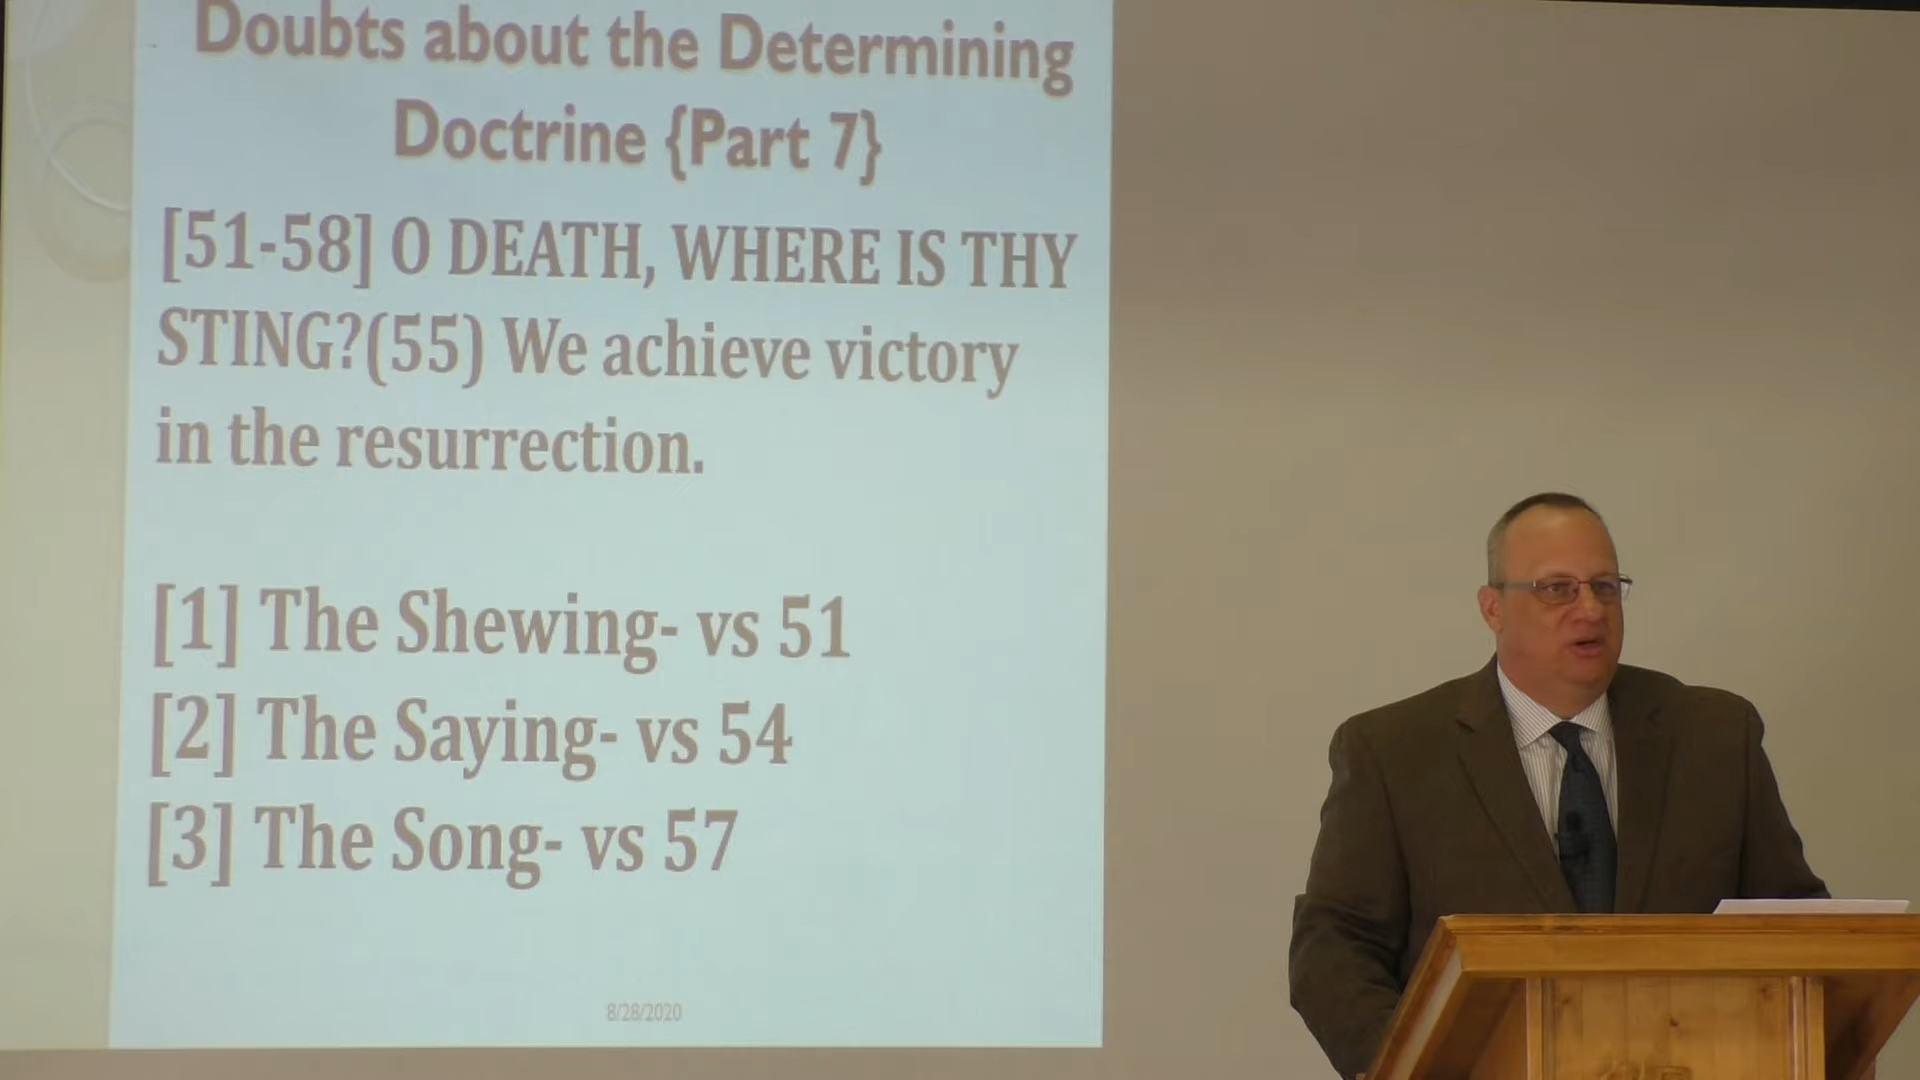 Doubts about the Determining
Doctrine {Part 7}
[51-58] O DEATH, WHERE IS THY
STING?(55) We achieve victory
in the resurrection.
[1] The Shewing- vs 51
[2] The Saying- vs 54
[3] The Song- vs 57
8/28/2020